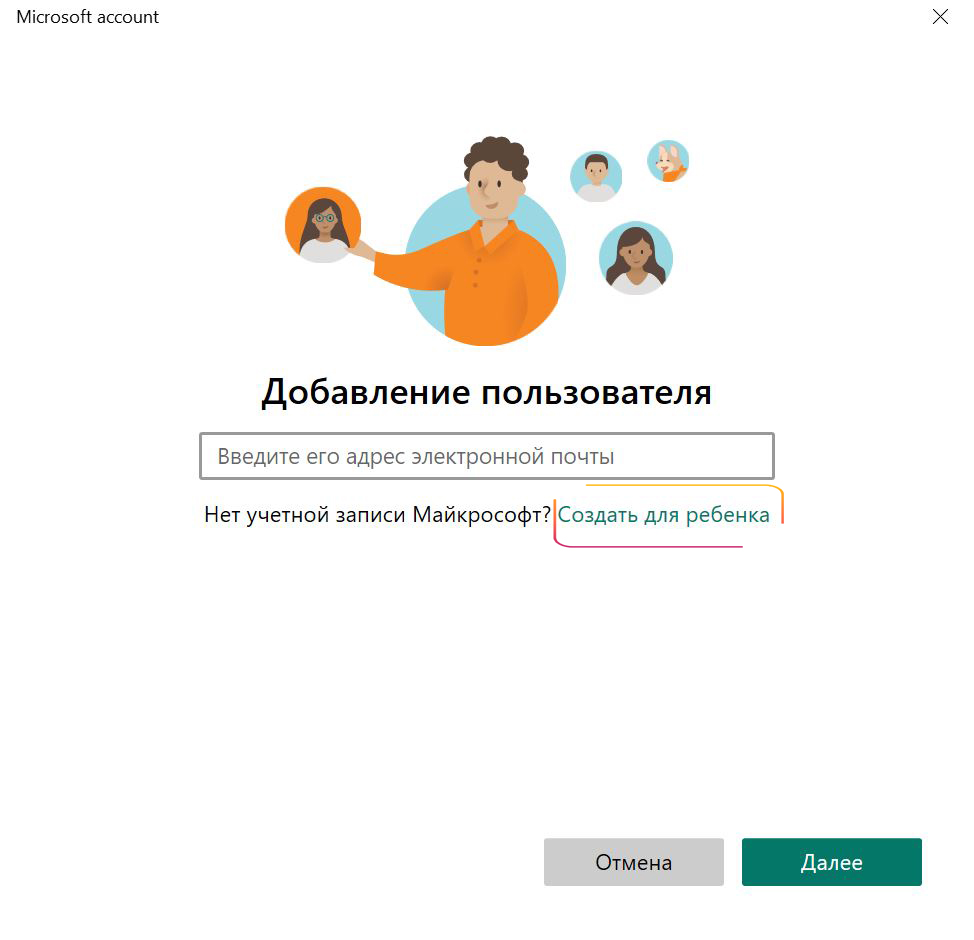 Microsoft account
Добавление пользователя
Введите его адрес электронной почты
Нет учетной записи Майкрософт? Создать для ребенка
Отмена Далее